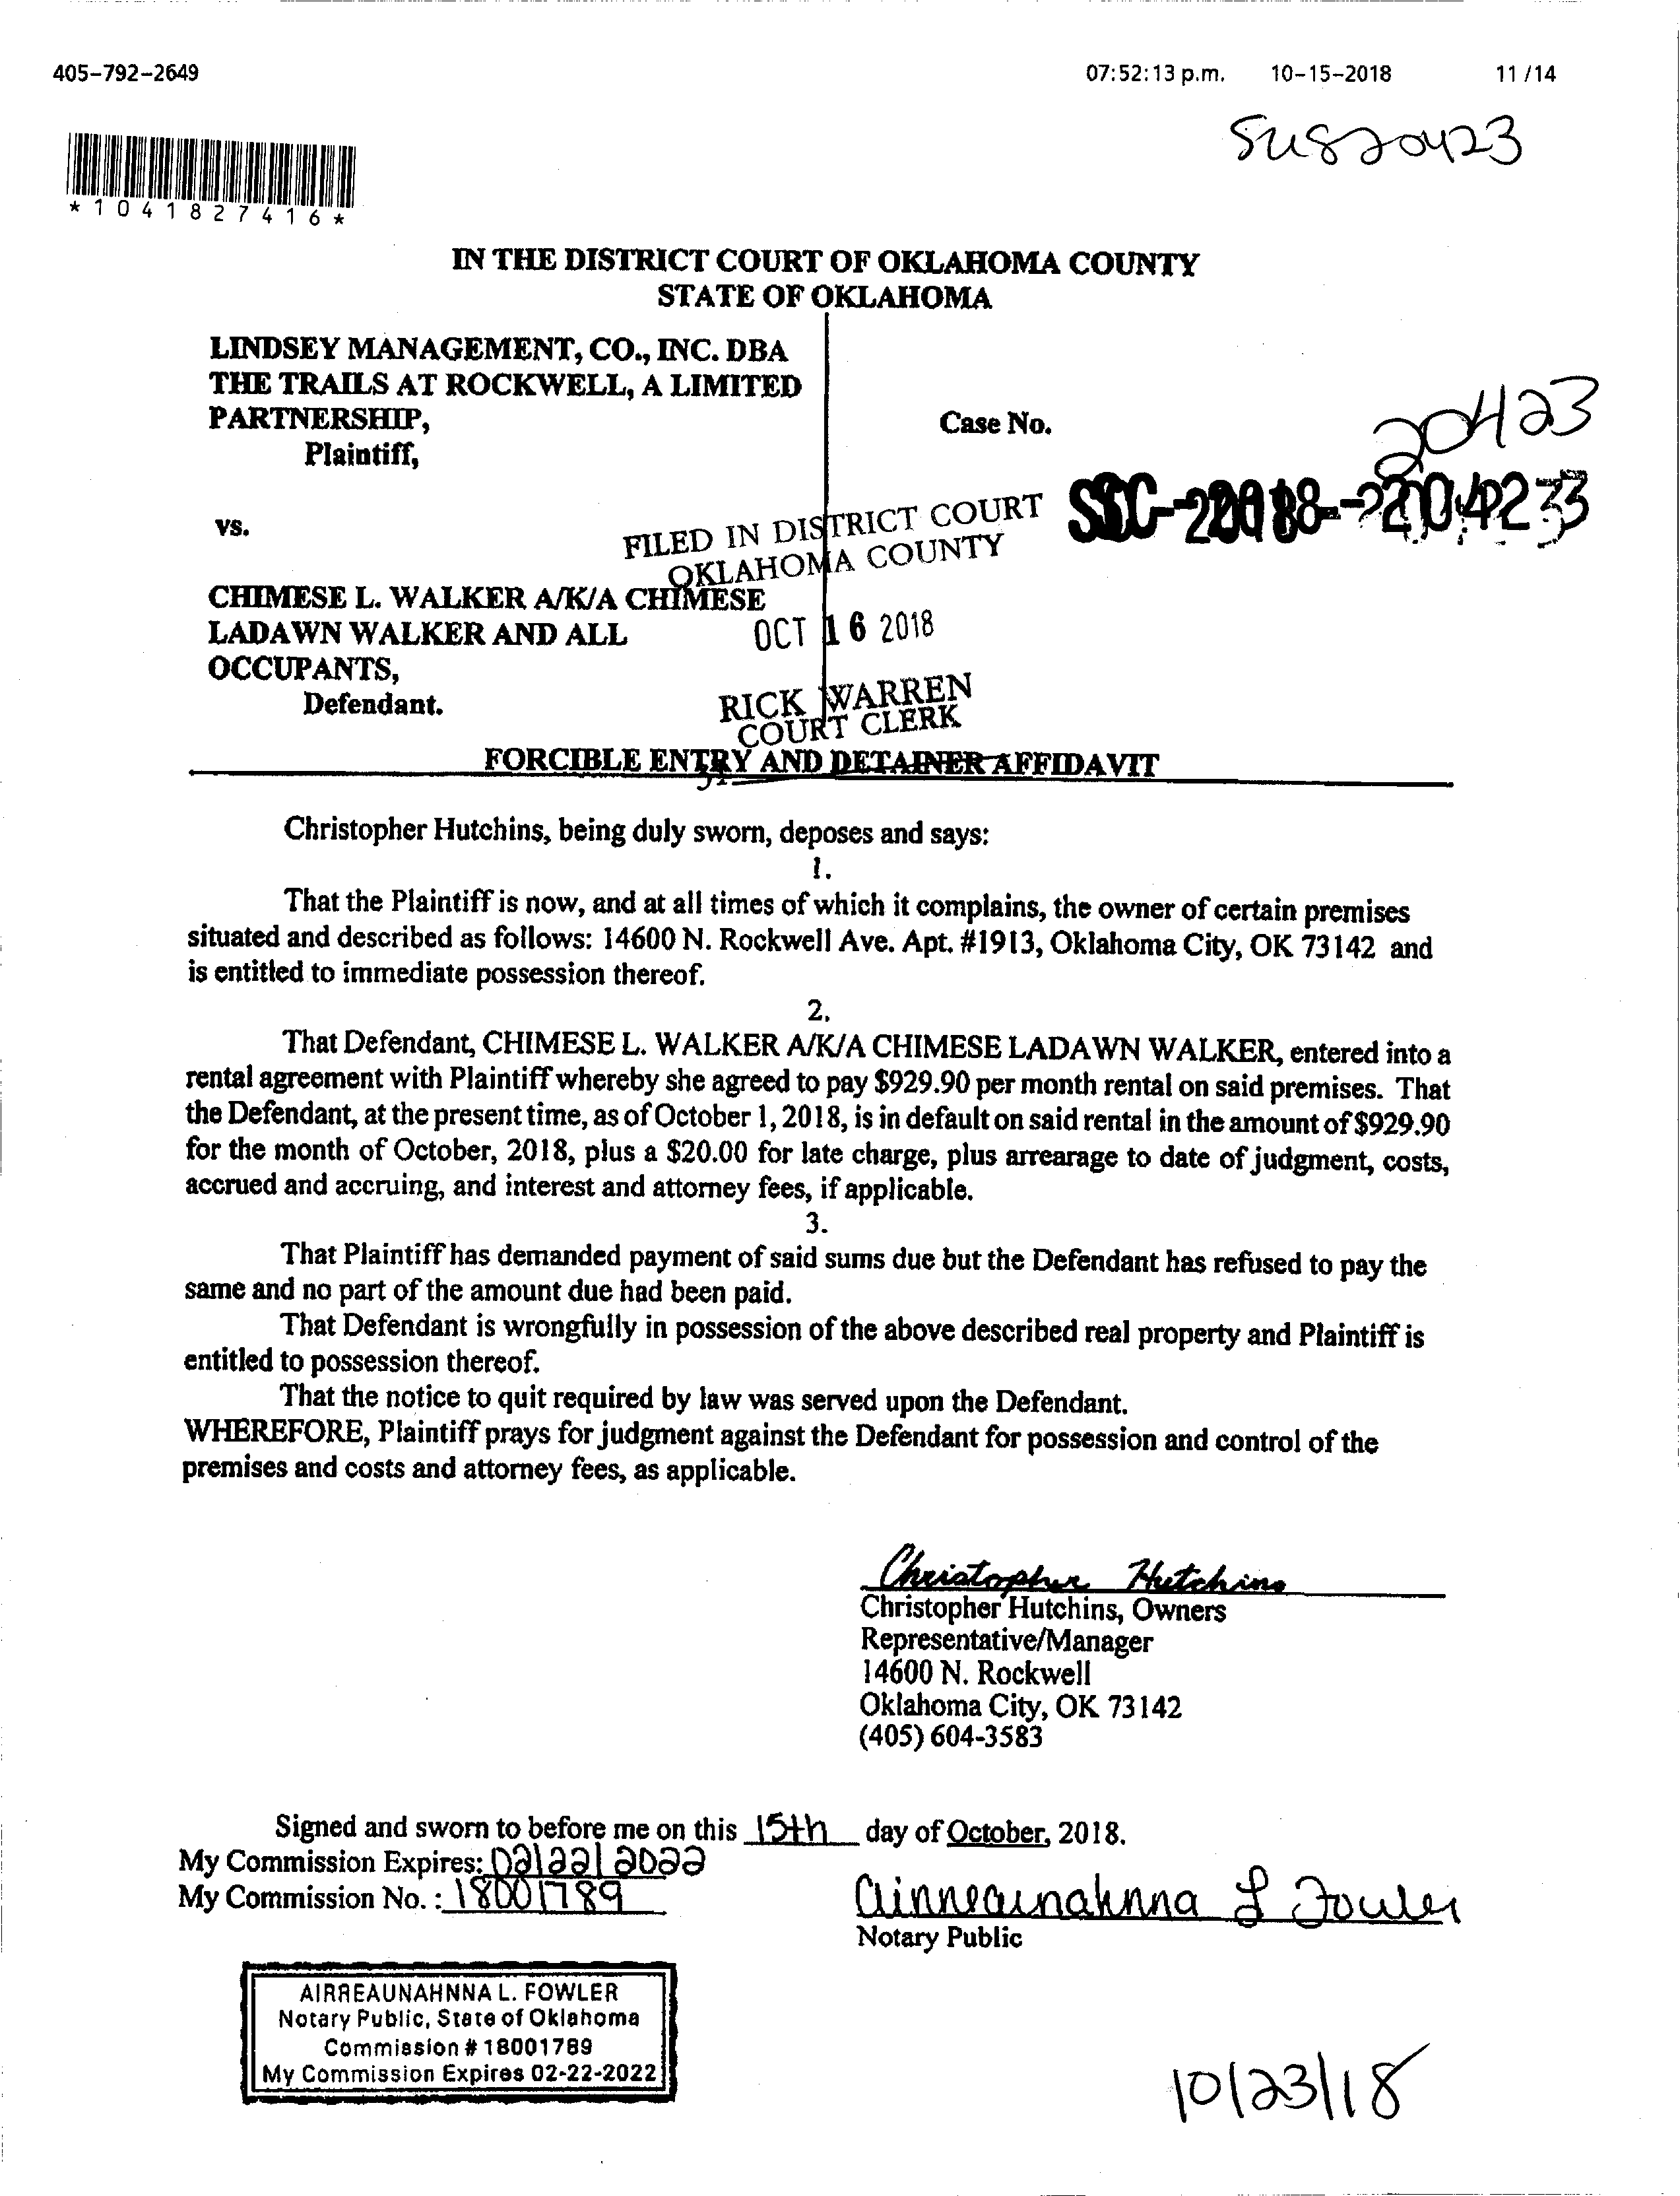 405-792-2649 07:52:13 p.m. 10-15-2018 11 /14
*1041827416*
IN THE DISTRICT COURT OF OKLAHOMA COUNTY
STATE OF OKLAHOMA
LINDSEY MANAGEMENT, CO., INC. DBA
THE TRAILS AT ROCKWELL, A LIMITED
PARTNERSHIP,
Plaintiff,
Case No.
20423
vs.
FILED IN DISTRICT COURT
OKLAHOMA COUNTY
CHIMESE L. WALKER A/K/A CHIMESE
LADAWN WALKER AND ALL
OCCUPANTS,
Defendant.
OCT 16 2018
RICK WARREN
COURT CLERK
FORCIBLE ENTRY AND DETAINER AFFIDAVIT
Christopher Hutchins, being duly sworn, deposes and says:
1.
That the Plaintiff is now, and at all times of which it complains, the owner of certain premises
situated and described as follows: 14600 N. Rockwell Ave. Apt. #1913, Oklahoma City, OK 73142 and
is entitled to immediate possession thereof.
2.
That Defendant, CHIMESE L. WALKER A/K/A CHIMESE LADAWN WALKER, entered into a
rental agreement with Plaintiff whereby she agreed to pay $929.90 per month rental on said premises. That
the Defendant, at the present time, as of October 1, 2018, is in default on said rental in the amount of $929.90
for the month of October, 2018, plus a $20.00 for late charge, plus arrearage to date of judgment, costs,
accrued and accruing, and interest and attorney fees, if applicable.
3.
That Plaintiff has demanded payment of said sums due but the Defendant has refused to pay the
same and no part of the amount due had been paid.
That Defendant is wrongfully in possession of the above described real property and Plaintiff is
entitled to possession thereof.
That the notice to quit required by law was served upon the Defendant.
WHEREFORE, Plaintiff prays for judgment against the Defendant for possession and control of the
premises and costs and attorney fees, as applicable.
Christopher Hutchins
Christopher Hutchins, Owners
Representative/Manager
14600 N. Rockwell
Oklahoma City, OK 73142
(405) 604-3583
Signed and sworn to before me on this 15th day of October, 2018.
My Commission Expires: 02/22/2022
My Commission No. : 18001789
Notary Public
AIRREAUNAHNNA L. FOWLER
Notary Public, State of Oklahoma
Commission # 18001789
My Commission Expires 02-22-2022
10/23/18